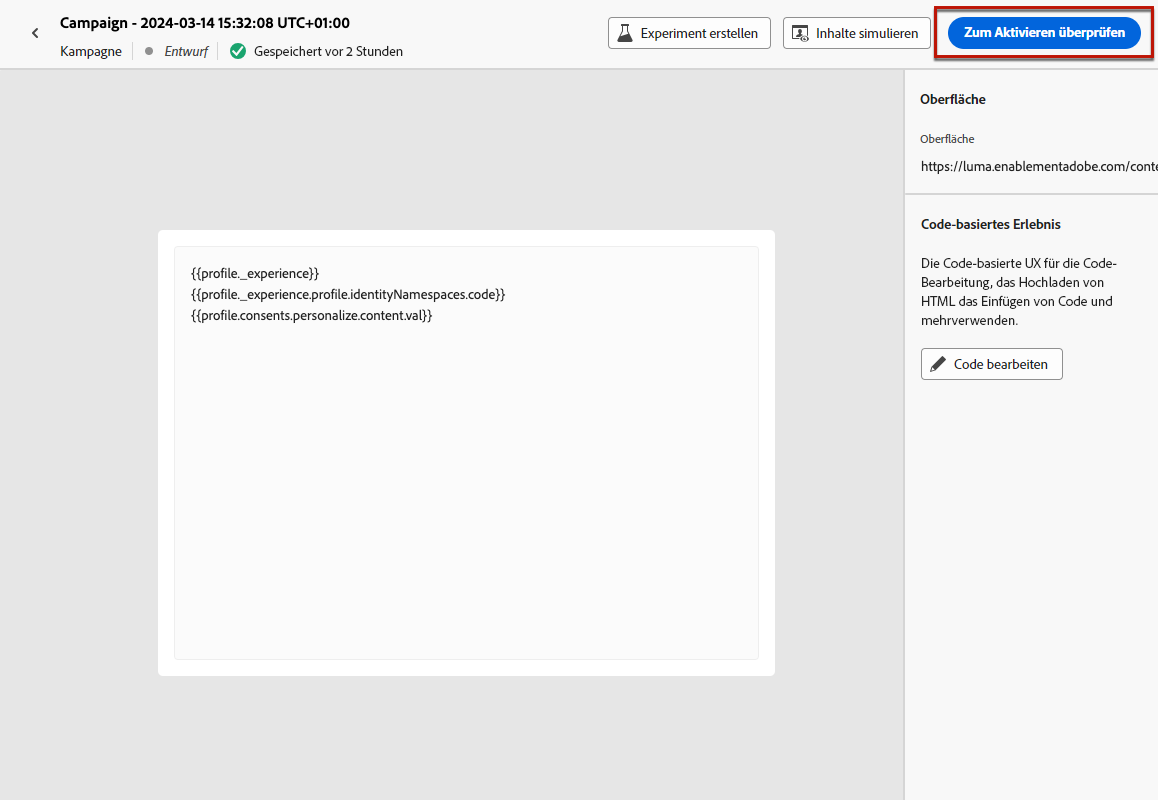 Campaign - 2024-03-14 15:32:08 UTC+01:00
Kampagne
Entwurf
Gespeichert vor 2 Stunden
Experiment erstellen
Inhalte simulieren
Zum Aktivieren überprüfen
{{profile._experience}}
{{profile._experience.profile.identityNamespaces.code}}
{{profile.consents.personalize.content.val}}
Oberfläche
Oberfläche
https://luma.enablementadobe.com/conte
Code-basiertes Erlebnis
Die Code-basierte UX für die Code-
Bearbeitung, das Hochladen von
HTML das Einfügen von Code und
mehrverwenden.
Code bearbeiten